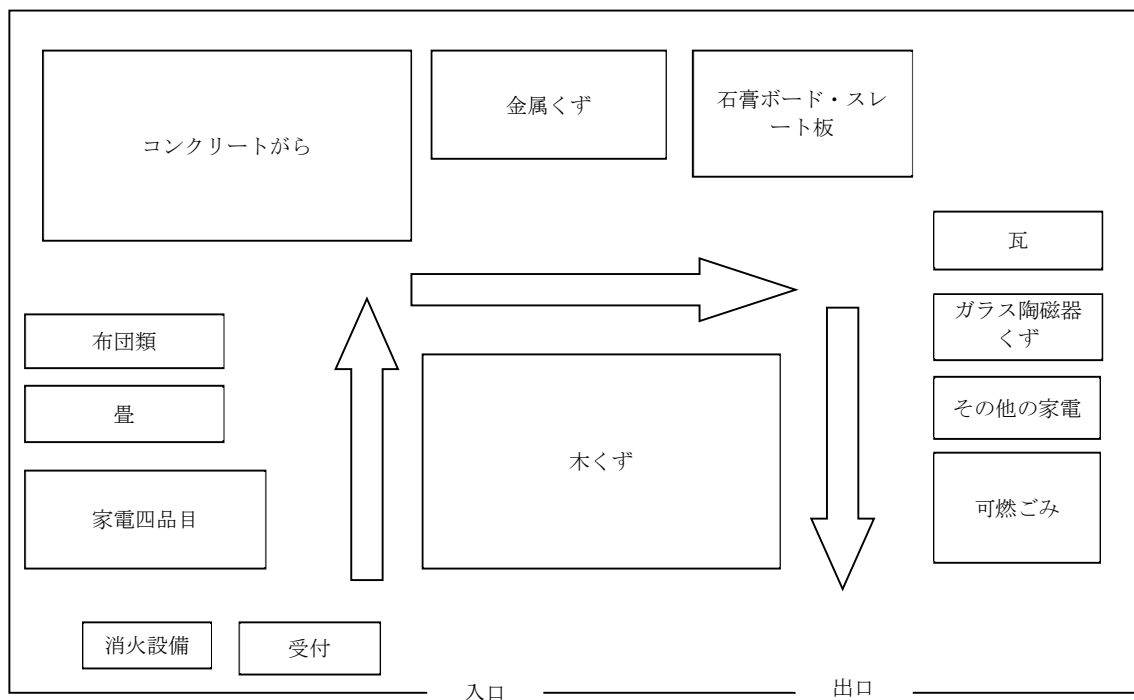 コンクリートがら
金属くず
石膏ボード・スレ
ート板
瓦
ガラス陶磁器
くず
その他の家電
可燃ごみ
布団類
畳
家電四品目
木くず
消火設備
受付
入口
出口